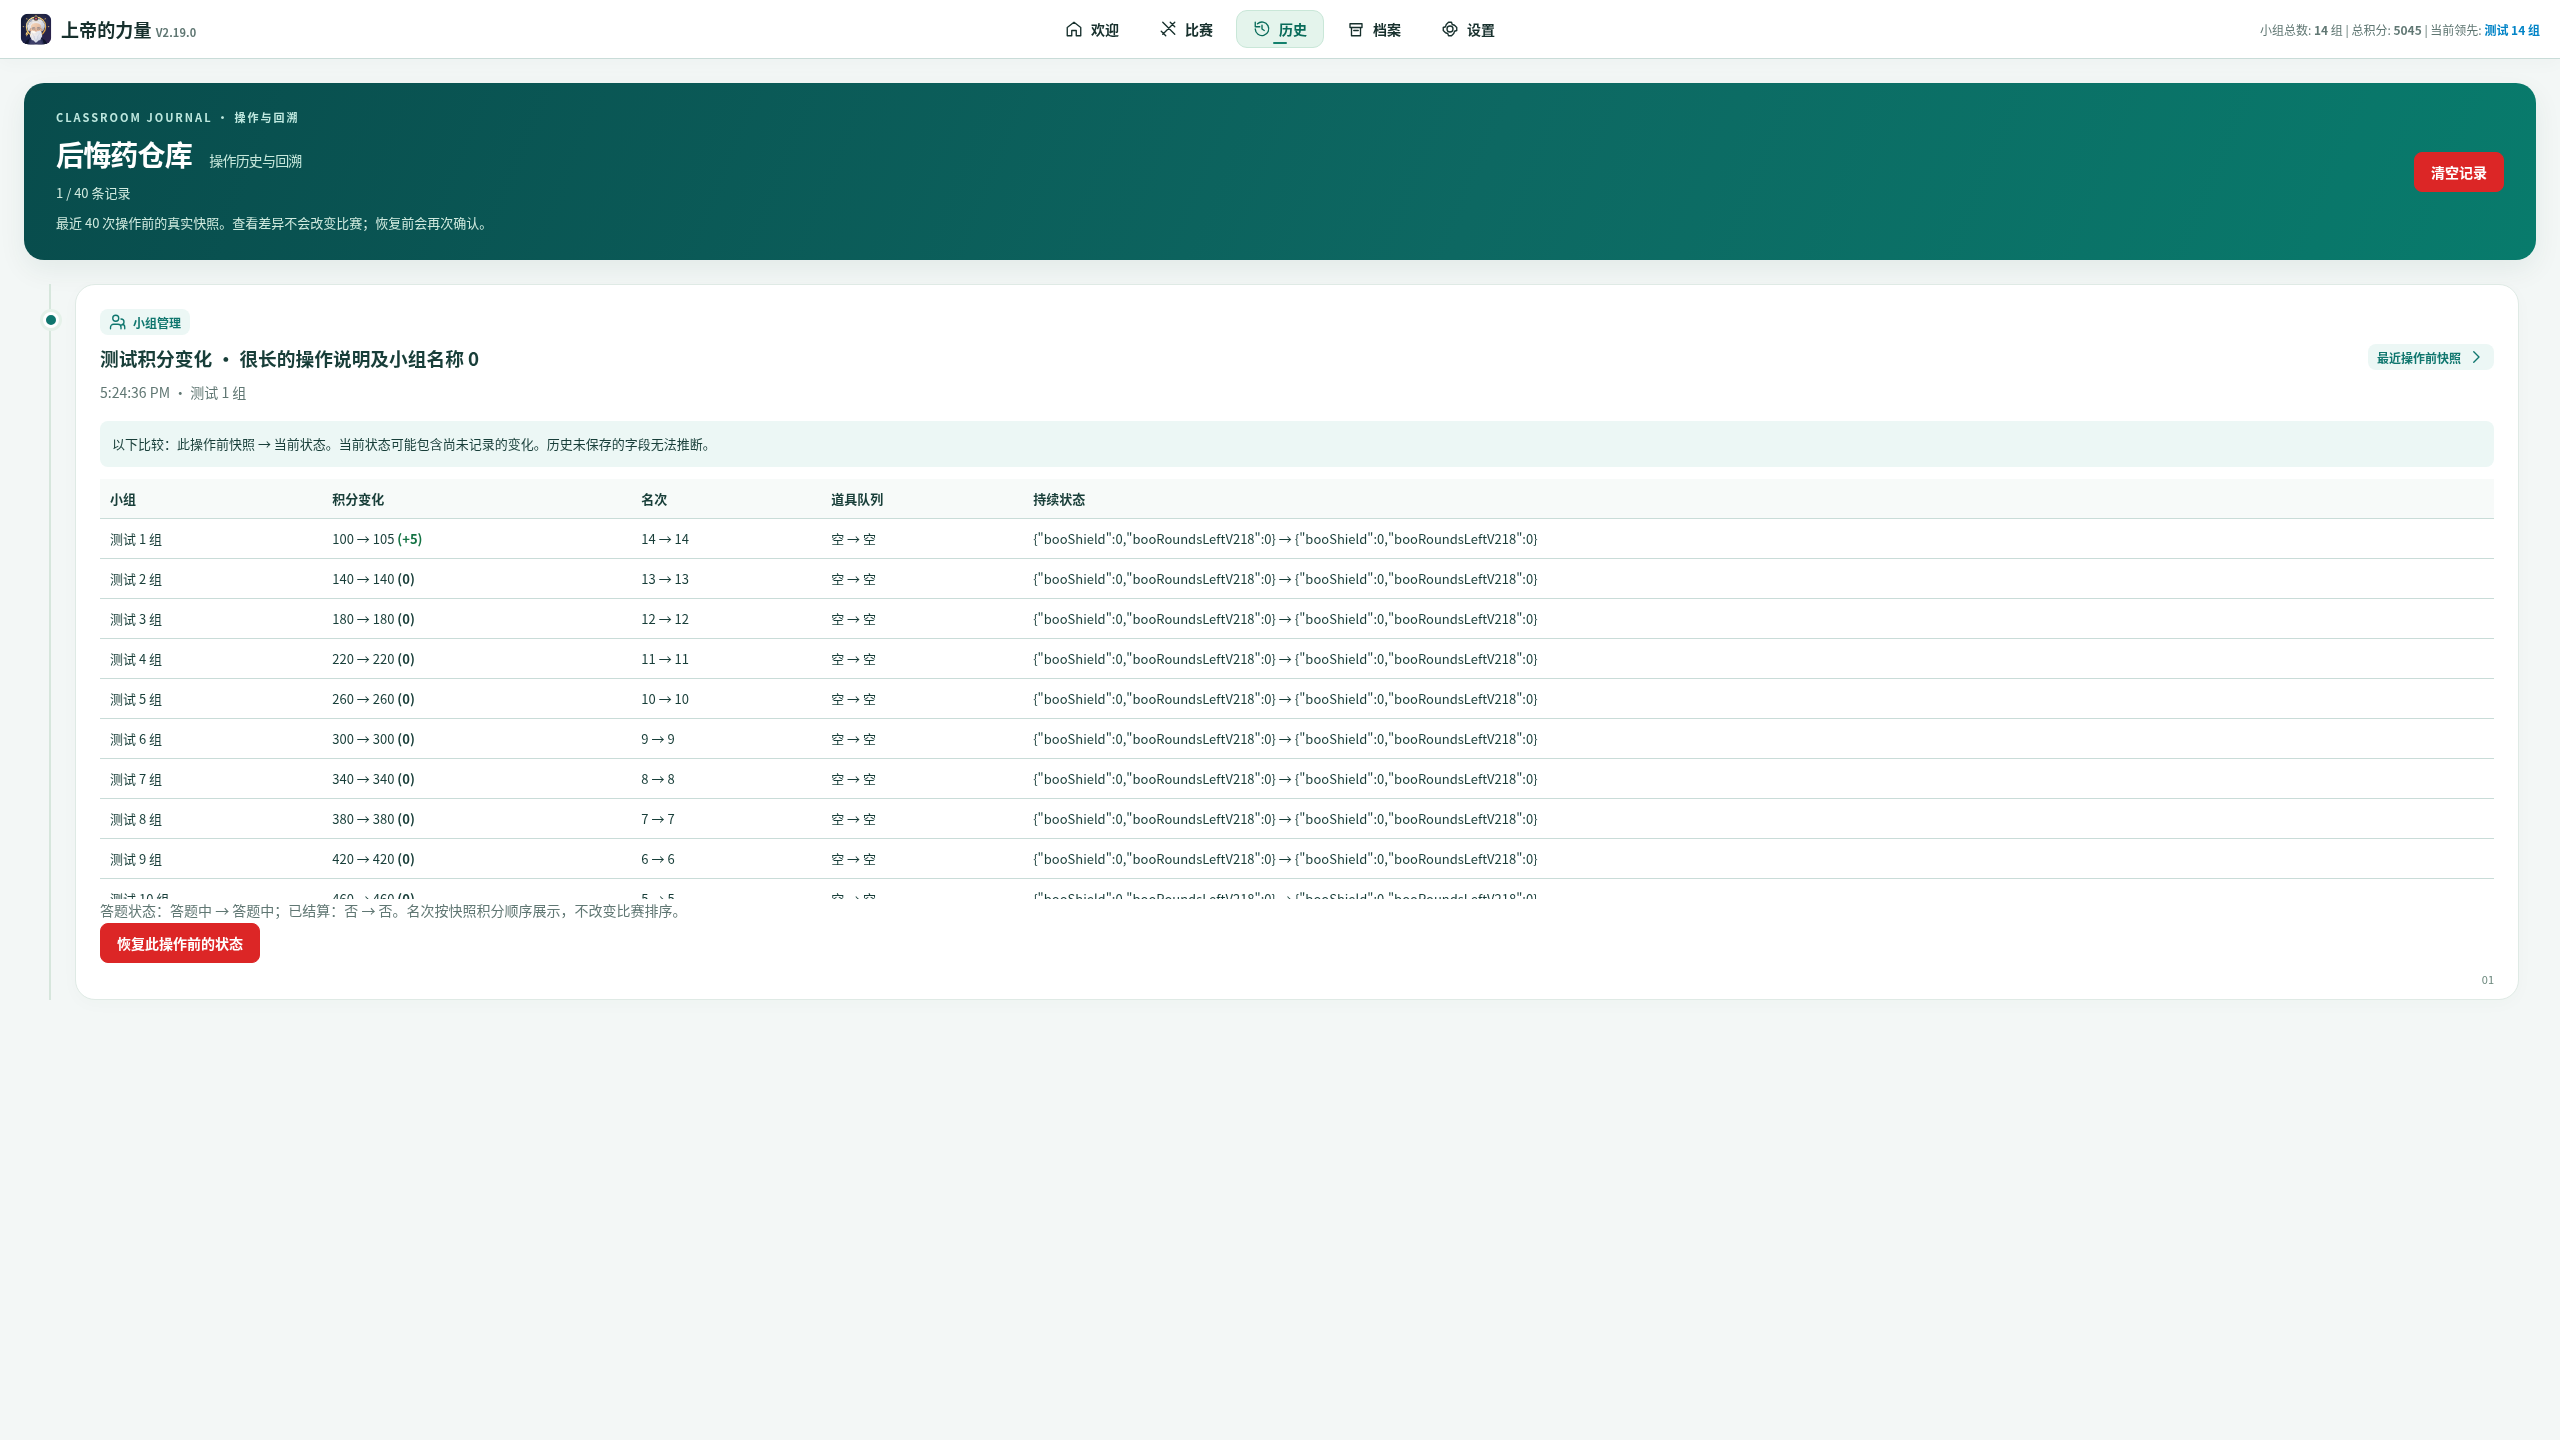 上帝的力量 V2.19.0
欢迎
比赛
历史
档案
设置
小组总数: 14 组 | 总积分: 5045 | 当前领先: 测试 14 组
CLASSROOM JOURNAL · 操作与回溯
后悔药仓库 操作历史与回溯
1 / 40 条记录
最近 40 次操作前的真实快照。查看差异不会改变比赛；恢复前会再次确认。
清空记录
小组管理
测试积分变化 · 很长的操作说明及小组名称 0
最近操作前快照
5:24:36 PM · 测试 1 组
以下比较：此操作前快照 → 当前状态。当前状态可能包含尚未记录的变化。历史未保存的字段无法推断。
小组 积分变化 名次 道具队列 持续状态
测试 1 组 100 → 105 (+5) 14 → 14 空 → 空 {"booShield":0,"booRoundsLeftV218":0} → {"booShield":0,"booRoundsLeftV218":0}
测试 2 组 140 → 140 (0) 13 → 13 空 → 空 {"booShield":0,"booRoundsLeftV218":0} → {"booShield":0,"booRoundsLeftV218":0}
测试 3 组 180 → 180 (0) 12 → 12 空 → 空 {"booShield":0,"booRoundsLeftV218":0} → {"booShield":0,"booRoundsLeftV218":0}
测试 4 组 220 → 220 (0) 11 → 11 空 → 空 {"booShield":0,"booRoundsLeftV218":0} → {"booShield":0,"booRoundsLeftV218":0}
测试 5 组 260 → 260 (0) 10 → 10 空 → 空 {"booShield":0,"booRoundsLeftV218":0} → {"booShield":0,"booRoundsLeftV218":0}
测试 6 组 300 → 300 (0) 9 → 9 空 → 空 {"booShield":0,"booRoundsLeftV218":0} → {"booShield":0,"booRoundsLeftV218":0}
测试 7 组 340 → 340 (0) 8 → 8 空 → 空 {"booShield":0,"booRoundsLeftV218":0} → {"booShield":0,"booRoundsLeftV218":0}
测试 8 组 380 → 380 (0) 7 → 7 空 → 空 {"booShield":0,"booRoundsLeftV218":0} → {"booShield":0,"booRoundsLeftV218":0}
测试 9 组 420 → 420 (0) 6 → 6 空 → 空 {"booShield":0,"booRoundsLeftV218":0} → {"booShield":0,"booRoundsLeftV218":0}
测试 10 组 460 → 460 (0) 5 → 5 空 → 空 {"booShield":0,"booRoundsLeftV218":0} → {"booShield":0,"booRoundsLeftV218":0}
答题状态：答题中 → 答题中；已结算：否 → 否。名次按快照积分顺序展示，不改变比赛排序。
恢复此操作前的状态
01